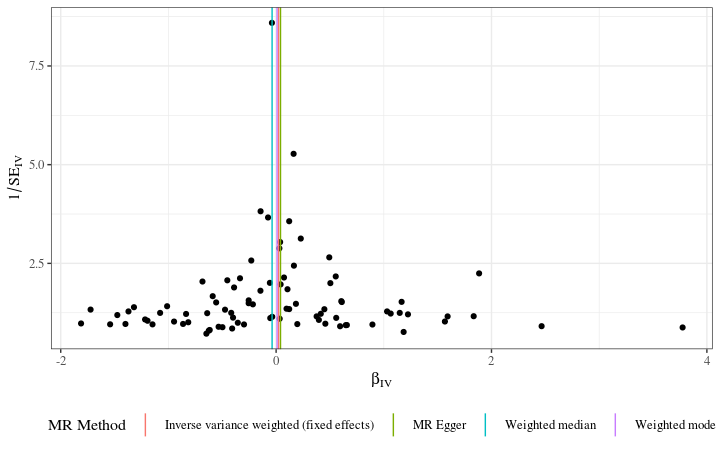 7.5
5.0
2.5
1/SE_IV
-2
0
2
4
β_IV
MR Method
Inverse variance weighted (fixed effects)
MR Egger
Weighted median
Weighted mode